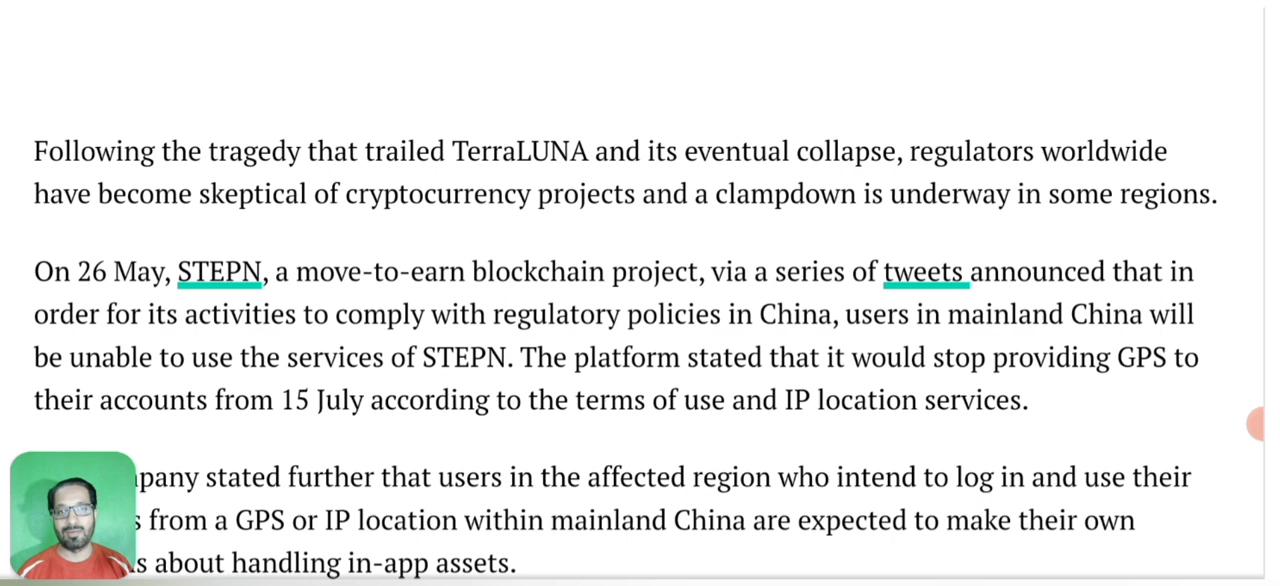 Following the tragedy that trailed TerraLUNA and its eventual collapse, regulators worldwide
have become skeptical of cryptocurrency projects and a clampdown is underway in some regions.
On 26 May, STEPN, a move-to-earn blockchain project, via a series of tweets announced that in
order for its activities to comply with regulatory policies in China, users in mainland China will
be unable to use the services of STEPN. The platform stated that it would stop providing GPS to
their accounts from 15 July according to the terms of use and IP location services.
stated further that users in the affected region who intend to log in and use their
from a GPS or IP location within mainland China are expected to make their own
about handling in-app assets.